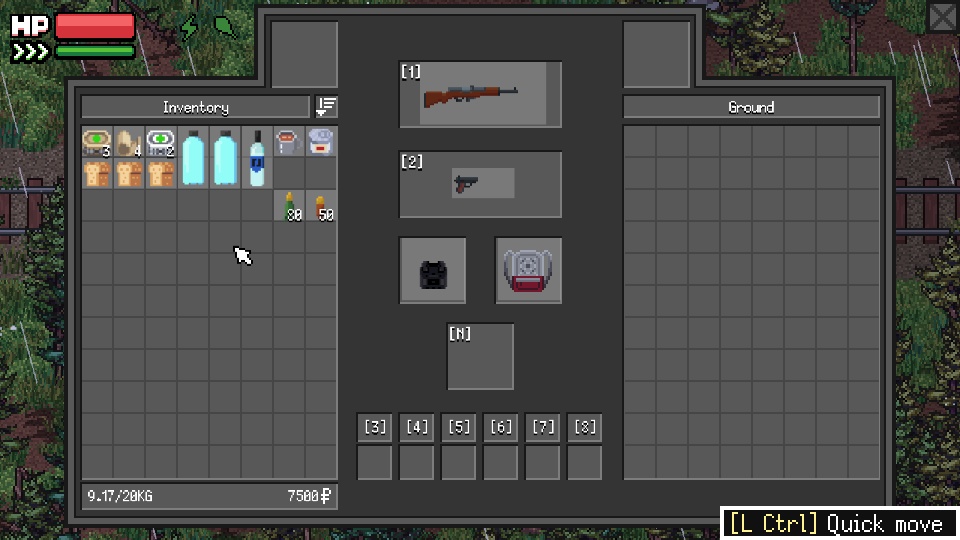 HP
[1]
Inventory
Ground
3 4 2
[2]
30 50
[N]
[3] [4] [5] [6] [7] [8]
9.17/20KG 7500₽
[L Ctrl] Quick move